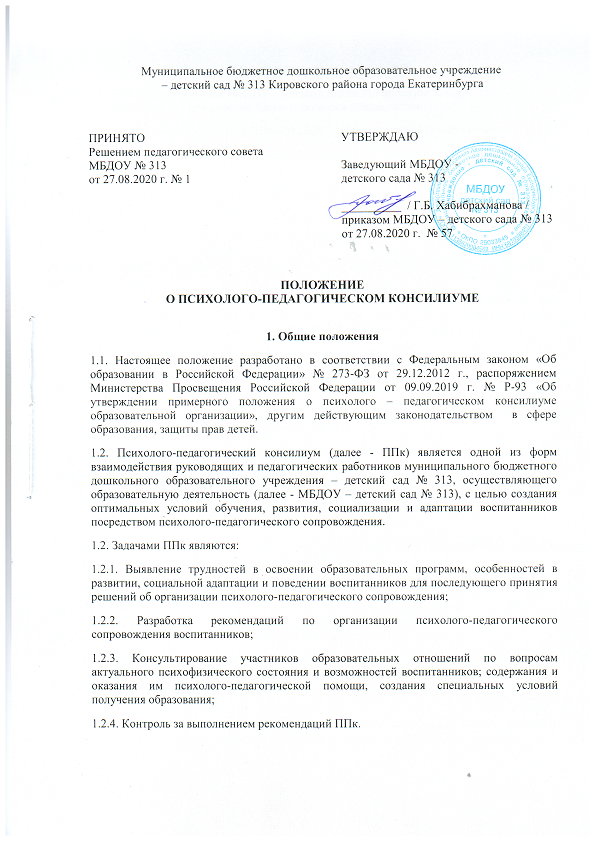 Муниципальное бюджетное дошкольное образовательное учреждение
– детский сад № 313 Кировского района города Екатеринбурга
ПРИНЯТО
Решением педагогического совета
МБДОУ № 313
от 27.08.2020 г. № 1
УТВЕРЖДАЮ
Заведующий МБДОУ -
детского сада № 313
/ Г.Б. Хабибрахманова /
приказом МБДОУ – детского сада № 313
от 27.08.2020 г. № 57
МБДОУ
детский сад
№ 313
ПОЛОЖЕНИЕ
О ПСИХОЛОГО-ПЕДАГОГИЧЕСКОМ КОНСИЛИУМЕ
1. Общие положения
1.1. Настоящее положение разработано в соответствии с Федеральным законом «Об
образовании в Российской Федерации» № 273-ФЗ от 29.12.2012 г., распоряжением
Министерства Просвещения Российской Федерации от 09.09.2019 г. № Р-93 «Об
утверждении примерного положения о психолого – педагогическом консилиуме
образовательной организации», другим действующим законодательством в сфере
образования, защиты прав детей.
1.2. Психолого-педагогический консилиум (далее - ППк) является одной из форм
взаимодействия руководящих и педагогических работников муниципального бюджетного
дошкольного образовательного учреждения – детский сад № 313, осуществляющего
образовательную деятельность (далее - МБДОУ – детский сад № 313), с целью создания
оптимальных условий обучения, развития, социализации и адаптации воспитанников
посредством психолого-педагогического сопровождения.
1.2. Задачами ППк являются:
1.2.1. Выявление трудностей в освоении образовательных программ, особенностей в
развитии, социальной адаптации и поведении воспитанников для последующего принятия
решений об организации психолого-педагогического сопровождения;
1.2.2. Разработка рекомендаций по организации психолого-педагогического
сопровождения воспитанников;
1.2.3. Консультирование участников образовательных отношений по вопросам
актуального психофизического состояния и возможностей воспитанников; содержания и
оказания им психолого-педагогической помощи, создания специальных условий
получения образования;
1.2.4. Контроль за выполнением рекомендаций ППк.